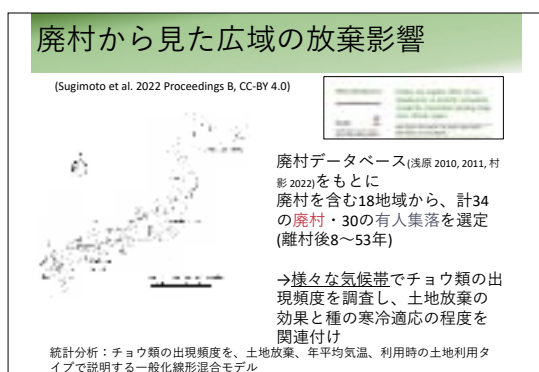 廃村から見た広域の放棄影響
(Sugimoto et al. 2022 Proceedings B, CC-BY 4.0)
廃村データベース(浅原 2010, 2011, 村
影 2022)をもとに
廃村を含む18地域から、計34
の廃村・30の有人集落を選定
(離村後8～53年)
→様々な気候帯でチョウ類の出
現頻度を調査し、土地放棄の
効果と種の寒冷適応の程度を
関連付け
統計分析：チョウ類の出現頻度を、土地放棄、年平均気温、利用時の土地利用タ
イプで説明する一般化線形混合モデル